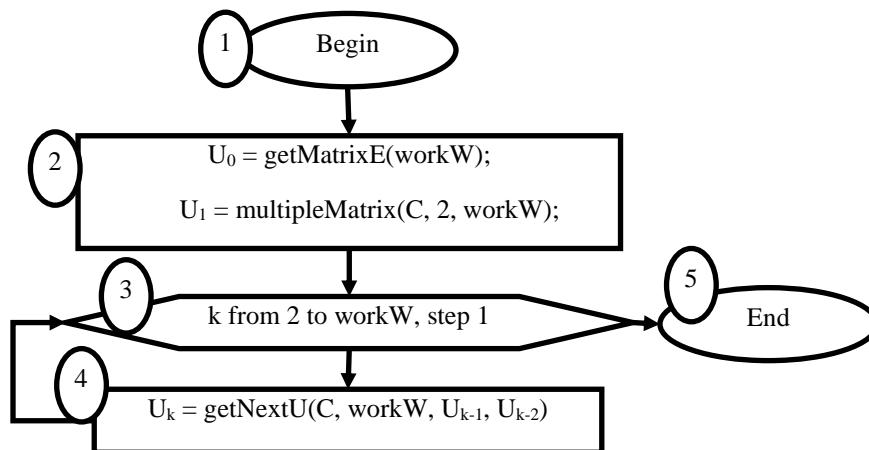 1
Begin
2
U₀ = getMatrixE(workW);
U₁ = multipleMatrix(C, 2, workW);
3
k from 2 to workW, step 1
5
End
4
Uₖ = getNextU(C, workW, Uₖ₋₁, Uₖ₋₂)